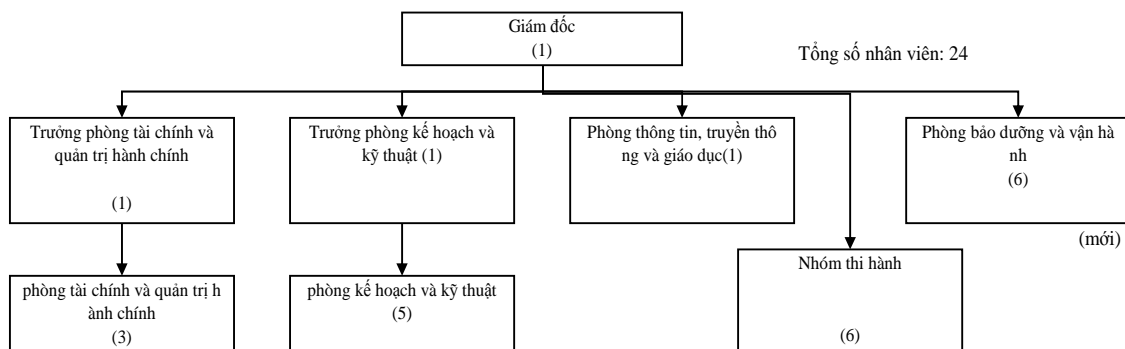 Giám đốc
(1)
Tổng số nhân viên: 24
Trưởng phòng tài chính và
quản trị hành chính
(1)
Trưởng phòng kế hoạch và
kỹ thuật (1)
Phòng thông tin, truyền thô
ng và giáo dục(1)
Phòng bảo dưỡng và vận hà
nh
(6)
(mới)
phòng tài chính và quản trị h
ành chính
(3)
phòng kế hoạch và kỹ thuật
(5)
Nhóm thi hành
(6)